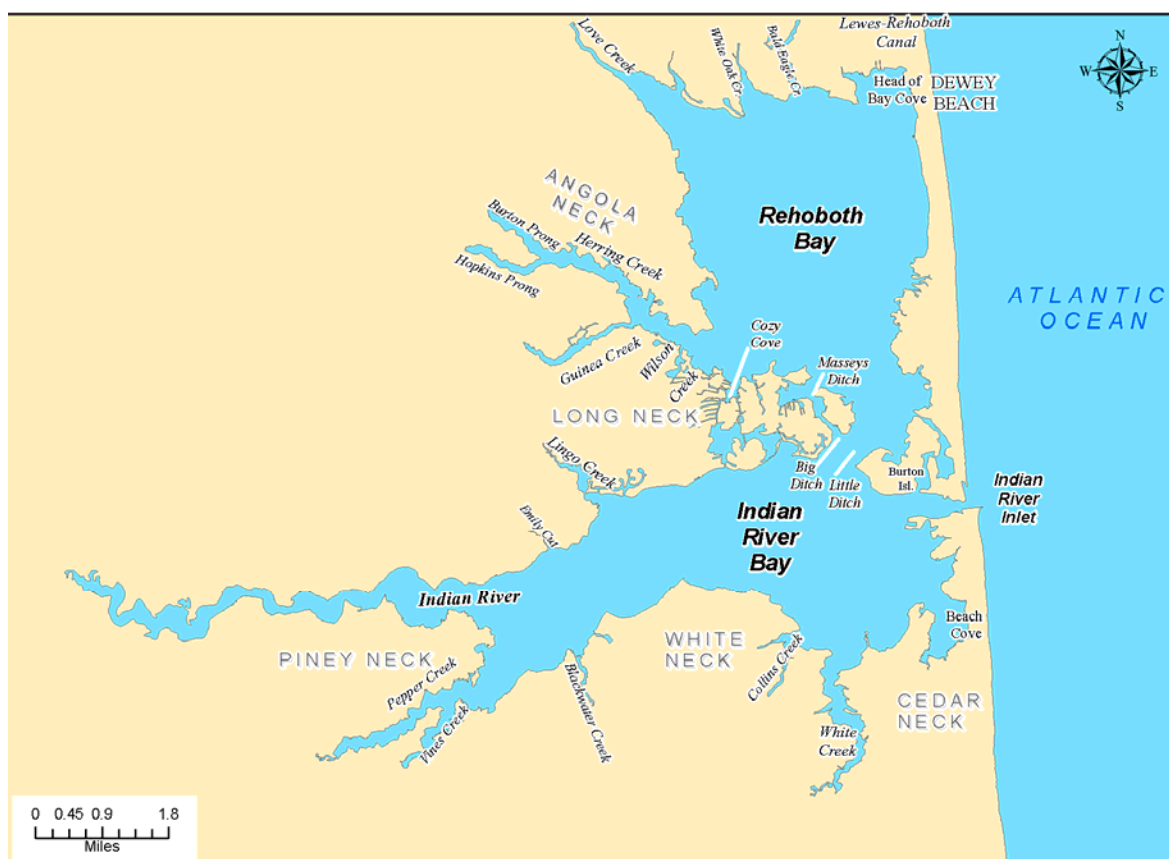 Love Creek
White Oak Cr.
Bald Eagle Cr.
Lewes-Rehoboth
Canal
N
W
E
S
Head of
Bay Cove
DEWEY
BEACH
ANGOLA
NECK
Rehoboth
Bay
Burton Prong
Herring Creek
Hopkins Prong
ATLANTIC
OCEAN
Cozy
Cove
Guinea Creek
Wilson
Creek
Masseys
Ditch
LONG NECK
Lingo Creek
Big
Ditch
Little
Ditch
Burton
Isl.
Indian
River
Inlet
Emily Cut
Indian
River
Bay
Indian River
Beach
Cove
PINEY NECK
WHITE
NECK
Pepper Creek
Vines Creek
Blackwater Creek
Collins Creek
White
Creek
CEDAR
NECK
0 0.45 0.9 1.8
Miles